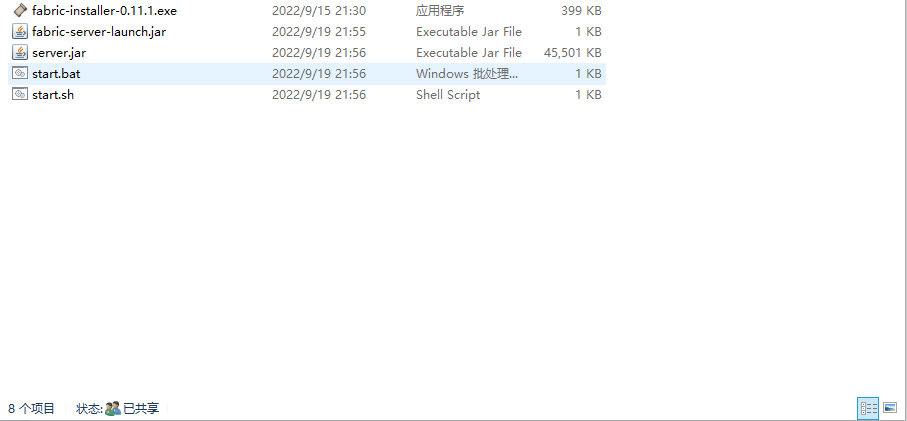 fabric-installer-0.11.1.exe 2022/9/15 21:30 应用程序 399 KB
fabric-server-launch.jar 2022/9/19 21:55 Executable Jar File 1 KB
server.jar 2022/9/19 21:56 Executable Jar File 45,501 KB
start.bat 2022/9/19 21:56 Windows 批处理... 1 KB
start.sh 2022/9/19 21:56 Shell Script 1 KB
8 个项目 状态: 已共享